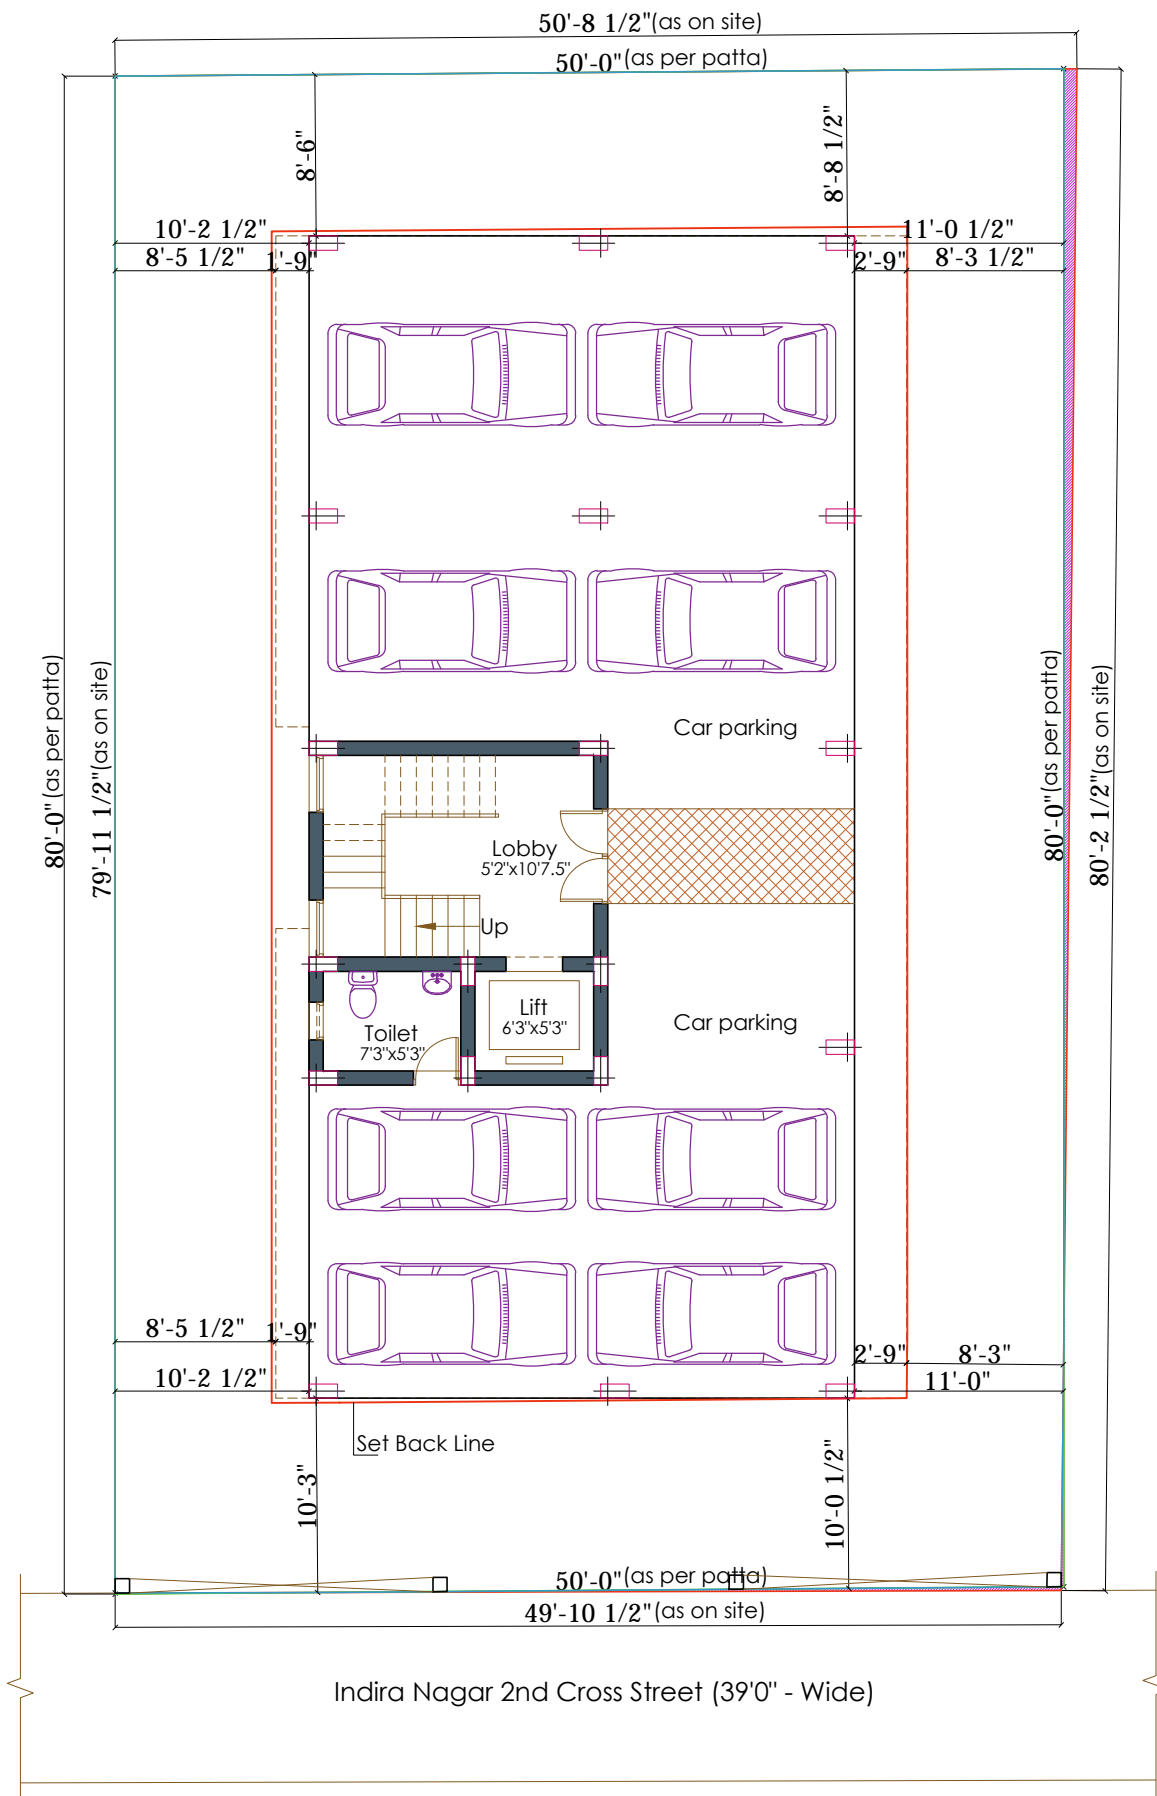 50'-8 1/2"(as on site)
50'-0"(as per patta)
8'-6"
8'-8 1/2"
10'-2 1/2"
11'-0 1/2"
8'-5 1/2"
1'-9"
2'-9"
8'-3 1/2"
80'-0"(as per patta)
79'-11 1/2"(as on site)
80'-0"(as per patta)
80'-2 1/2"(as on site)
Car parking
Lobby
5'2"x10'7.5"
Up
Lift
6'3"x5'3"
Toilet
7'3"x5'3"
Car parking
8'-5 1/2"
1'-9"
2'-9"
8'-3"
10'-2 1/2"
11'-0"
Set Back Line
10'-3"
10'-0 1/2"
50'-0"(as per patta)
49'-10 1/2"(as on site)
Indira Nagar 2nd Cross Street (39'0" - Wide)